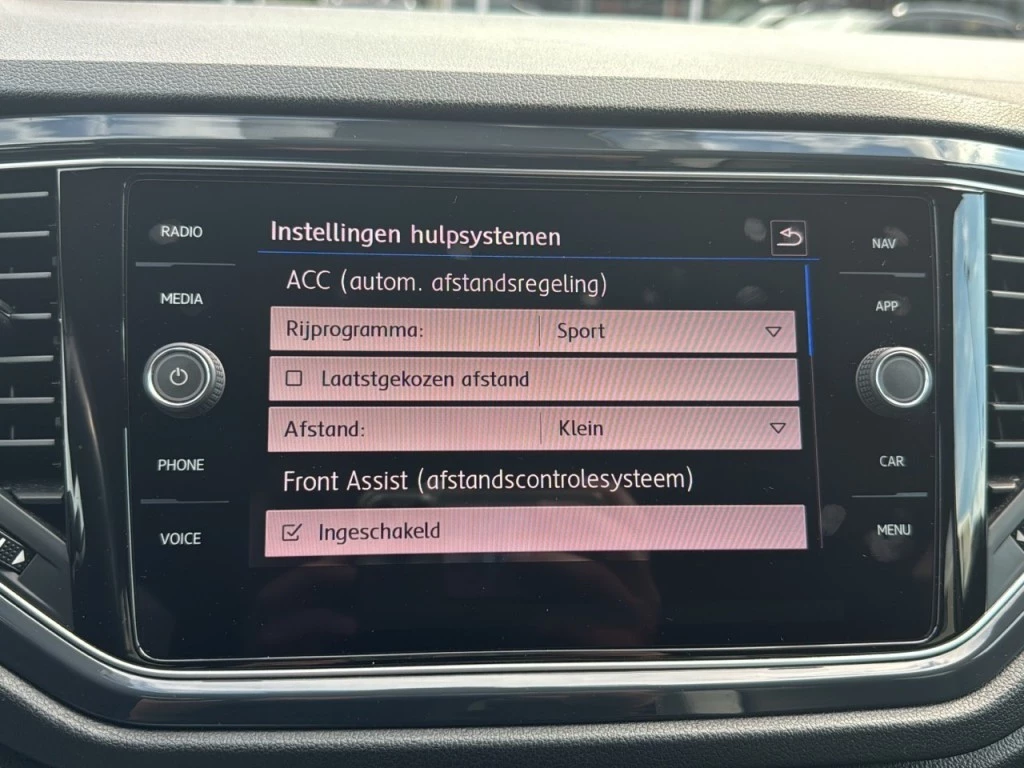 RADIO
MEDIA
PHONE
VOICE
Instellingen hulpsystemen
ACC (autom. afstandsregeling)
Rijprogramma: Sport
Laatstgekozen afstand
Afstand: Klein
Front Assist (afstandscontrolesysteem)
Ingeschakeld
NAV
APP
CAR
MENU